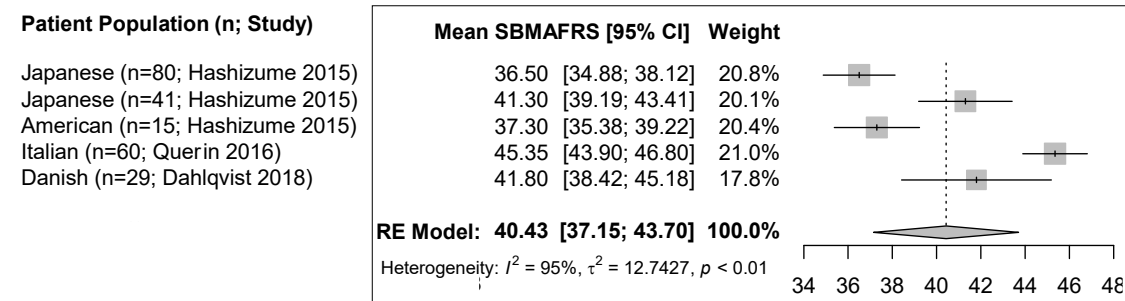 Patient Population (n; Study) Mean SBMAFRS [95% CI] Weight
Japanese (n=80; Hashizume 2015) 36.50 [34.88; 38.12] 20.8%
Japanese (n=41; Hashizume 2015) 41.30 [39.19; 43.41] 20.1%
American (n=15; Hashizume 2015) 37.30 [35.38; 39.22] 20.4%
Italian (n=60; Querin 2016) 45.35 [43.90; 46.80] 21.0%
Danish (n=29; Dahlqvist 2018) 41.80 [38.42; 45.18] 17.8%
RE Model: 40.43 [37.15; 43.70] 100.0%
Heterogeneity: I² = 95%, τ² = 12.7427, p < 0.01
34 36 38 40 42 44 46 48